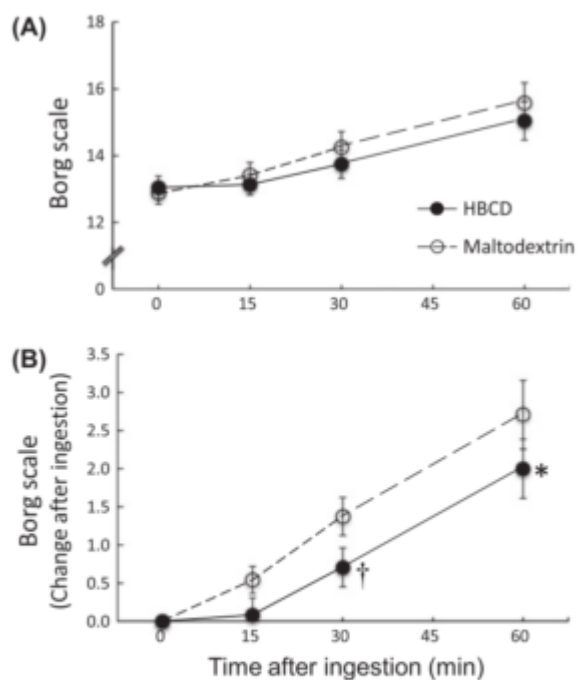 (A)
18
16
14
12
0
Borg scale
HBCD
Maltodextrin
0 15 30 45 60
(B)
3.5
3.0
2.5
2.0
1.5
1.0
0.5
0.0
Borg scale
(Change after ingestion)
†
*
0 15 30 45 60
Time after ingestion (min)